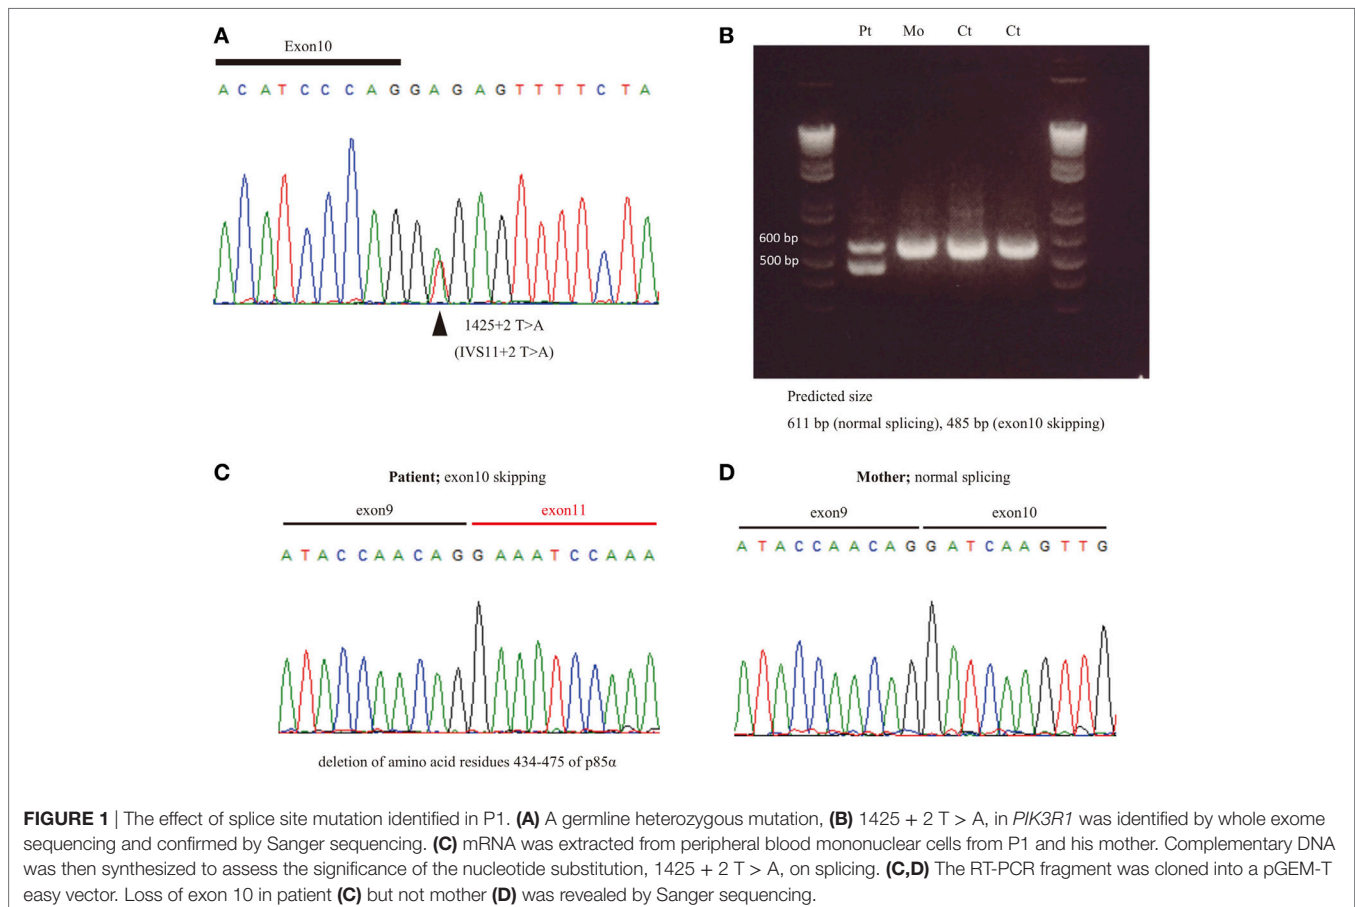 A
Exon10
A C A T C C C A G G A G A G T T T T C T A
1425+2 T>A
(IVS11+2 T>A)
B
Pt Mo Ct Ct
600 bp
500 bp
Predicted size
611 bp (normal splicing), 485 bp (exon10 skipping)
C
Patient; exon10 skipping
exon9 exon11
A T A C C A A C A G G A A A T C C A A A
deletion of amino acid residues 434-475 of p85α
D
Mother; normal splicing
exon9 exon10
A T A C C A A C A G G A T C A A G T T G
FIGURE 1 | The effect of splice site mutation identified in P1. (A) A germline heterozygous mutation, (B) 1425 + 2 T > A, in PIK3R1 was identified by whole exome
sequencing and confirmed by Sanger sequencing. (C) mRNA was extracted from peripheral blood mononuclear cells from P1 and his mother. Complementary DNA
was then synthesized to assess the significance of the nucleotide substitution, 1425 + 2 T > A, on splicing. (C,D) The RT-PCR fragment was cloned into a pGEM-T
easy vector. Loss of exon 10 in patient (C) but not mother (D) was revealed by Sanger sequencing.